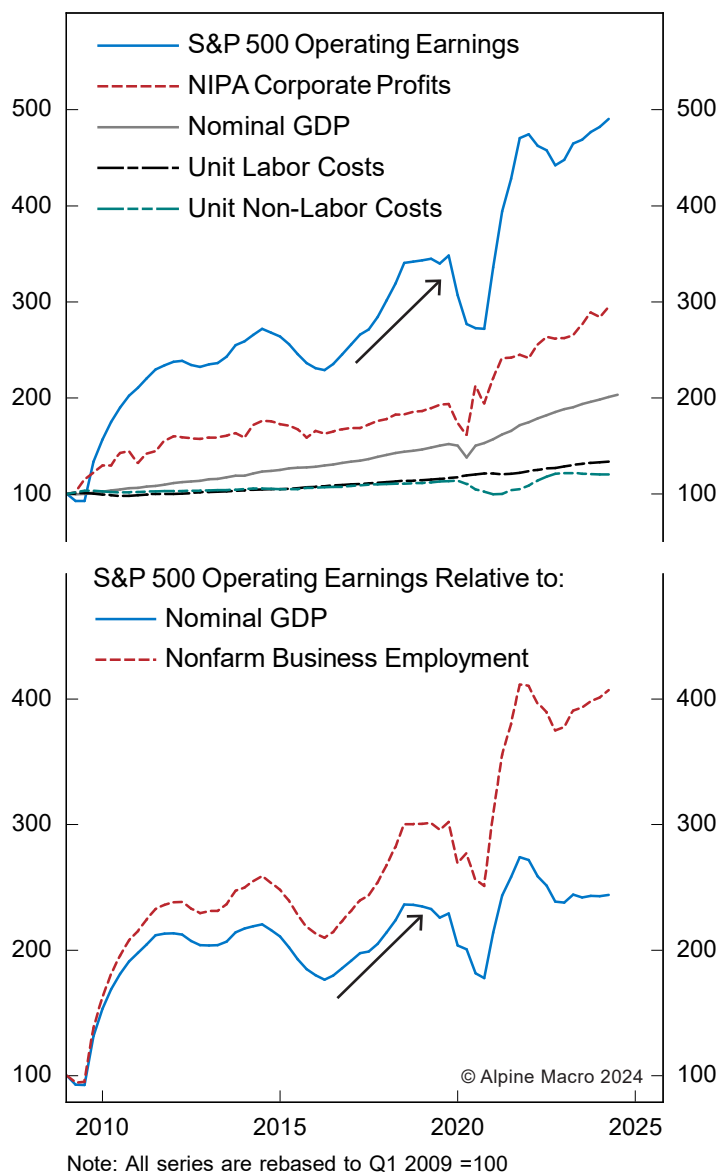 S&P 500 Operating Earnings
NIPA Corporate Profits
500 500
Nominal GDP
Unit Labor Costs
400 Unit Non-Labor Costs 400
300 300
200 200
100 100
S&P 500 Operating Earnings Relative to:
Nominal GDP
Nonfarm Business Employment
400 400
300 300
200 200
100 © Alpine Macro 2024 100
2010 2015 2020 2025
Note: All series are rebased to Q1 2009 =100